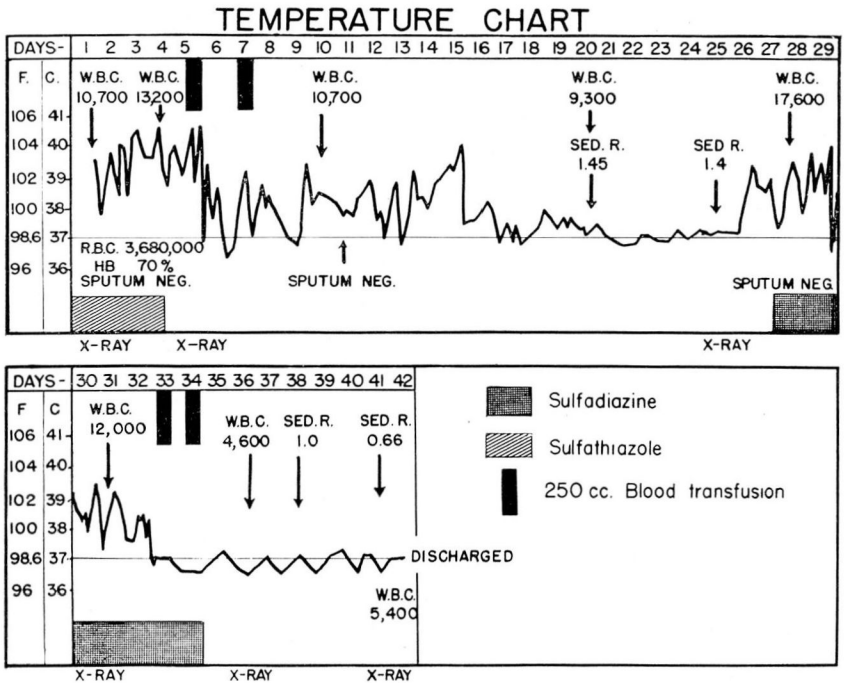 TEMPERATURE CHART
DAYS- 1 2 3 4 5 6 7 8 9 10 11 12 13 14 15 16 17 18 19 20 21 22 23 24 25 26 27 28 29
F. C.
W.B.C. W.B.C. W.B.C. W.B.C. W.B.C.
10,700 13,200 10,700 9,300 17,600
106 41
104 40
SED. R. SED R.
1.45 1.4
102 39
100 38
98.6 37
R.B.C. 3,680,000
96 36
HB 70%
SPUTUM NEG. SPUTUM NEG. SPUTUM NEG.
X-RAY X-RAY X-RAY
DAYS- 30 31 32 33 34 35 36 37 38 39 40 41 42
F C
W.B.C. W.B.C. SED.R. SED. R.
12,000 4,600 1.0 0.66
106 41
104 40
102 39
100 38
98.6 37 DISCHARGED
96 36
W.B.C.
5,400
X-RAY X-RAY X-RAY
Sulfadiazine
Sulfathiazole
250 cc. Blood transfusion